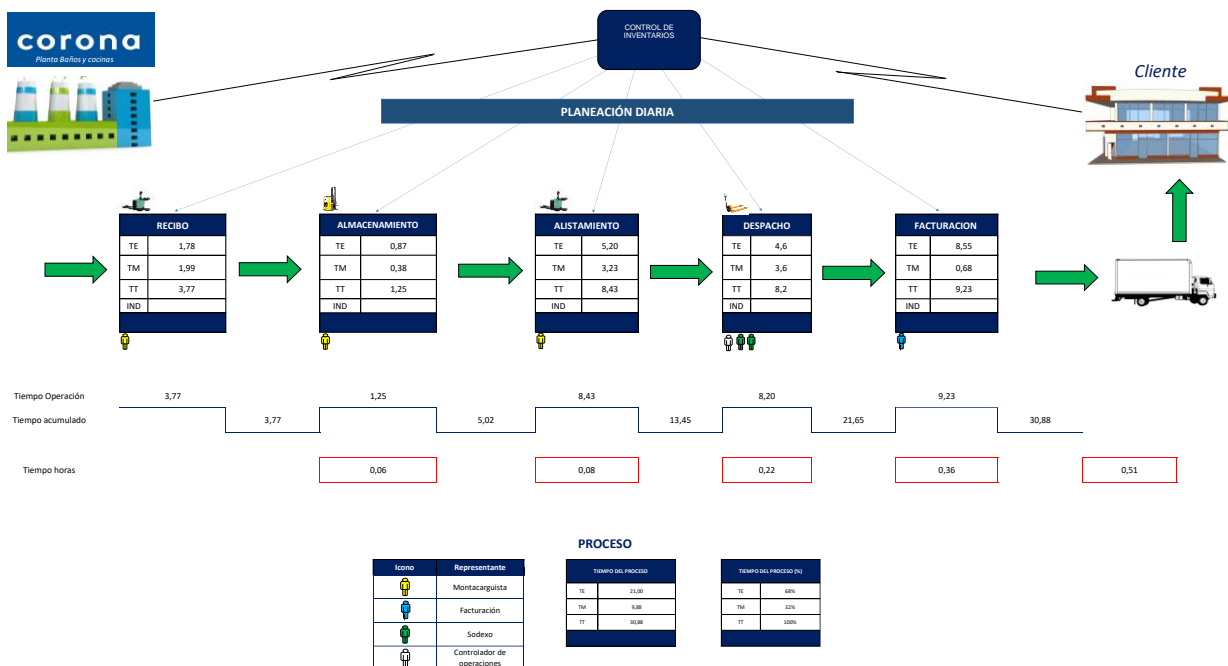 CONTROL DE
INVENTARIOS
corona
Planta Baños y cocinas
Cliente
PLANEACIÓN DIARIA
RECIBO
TE 1,78
TM 1,99
TT 3,77
IND
ALMACENAMIENTO
TE 0,87
TM 0,38
TT 1,25
IND
ALISTAMIENTO
TE 5,20
TM 3,23
TT 8,43
IND
DESPACHO
TE 4,6
TM 3,6
TT 8,2
IND
FACTURACION
TE 8,55
TM 0,68
TT 9,23
IND
Tiempo Operación 3,77 1,25 8,43 8,20 9,23
Tiempo acumulado 3,77 5,02 13,45 21,65 30,88
Tiempo horas 0,06 0,08 0,22 0,36 0,51
PROCESO
Icono Representante
Montacarguista
Facturación
Sodexo
Controlador de
operaciones
TIEMPO DEL PROCESO
TE 21,00
TM 9,88
TT 30,88
TIEMPO DEL PROCESO (%)
TE 68%
TM 32%
TT 100%